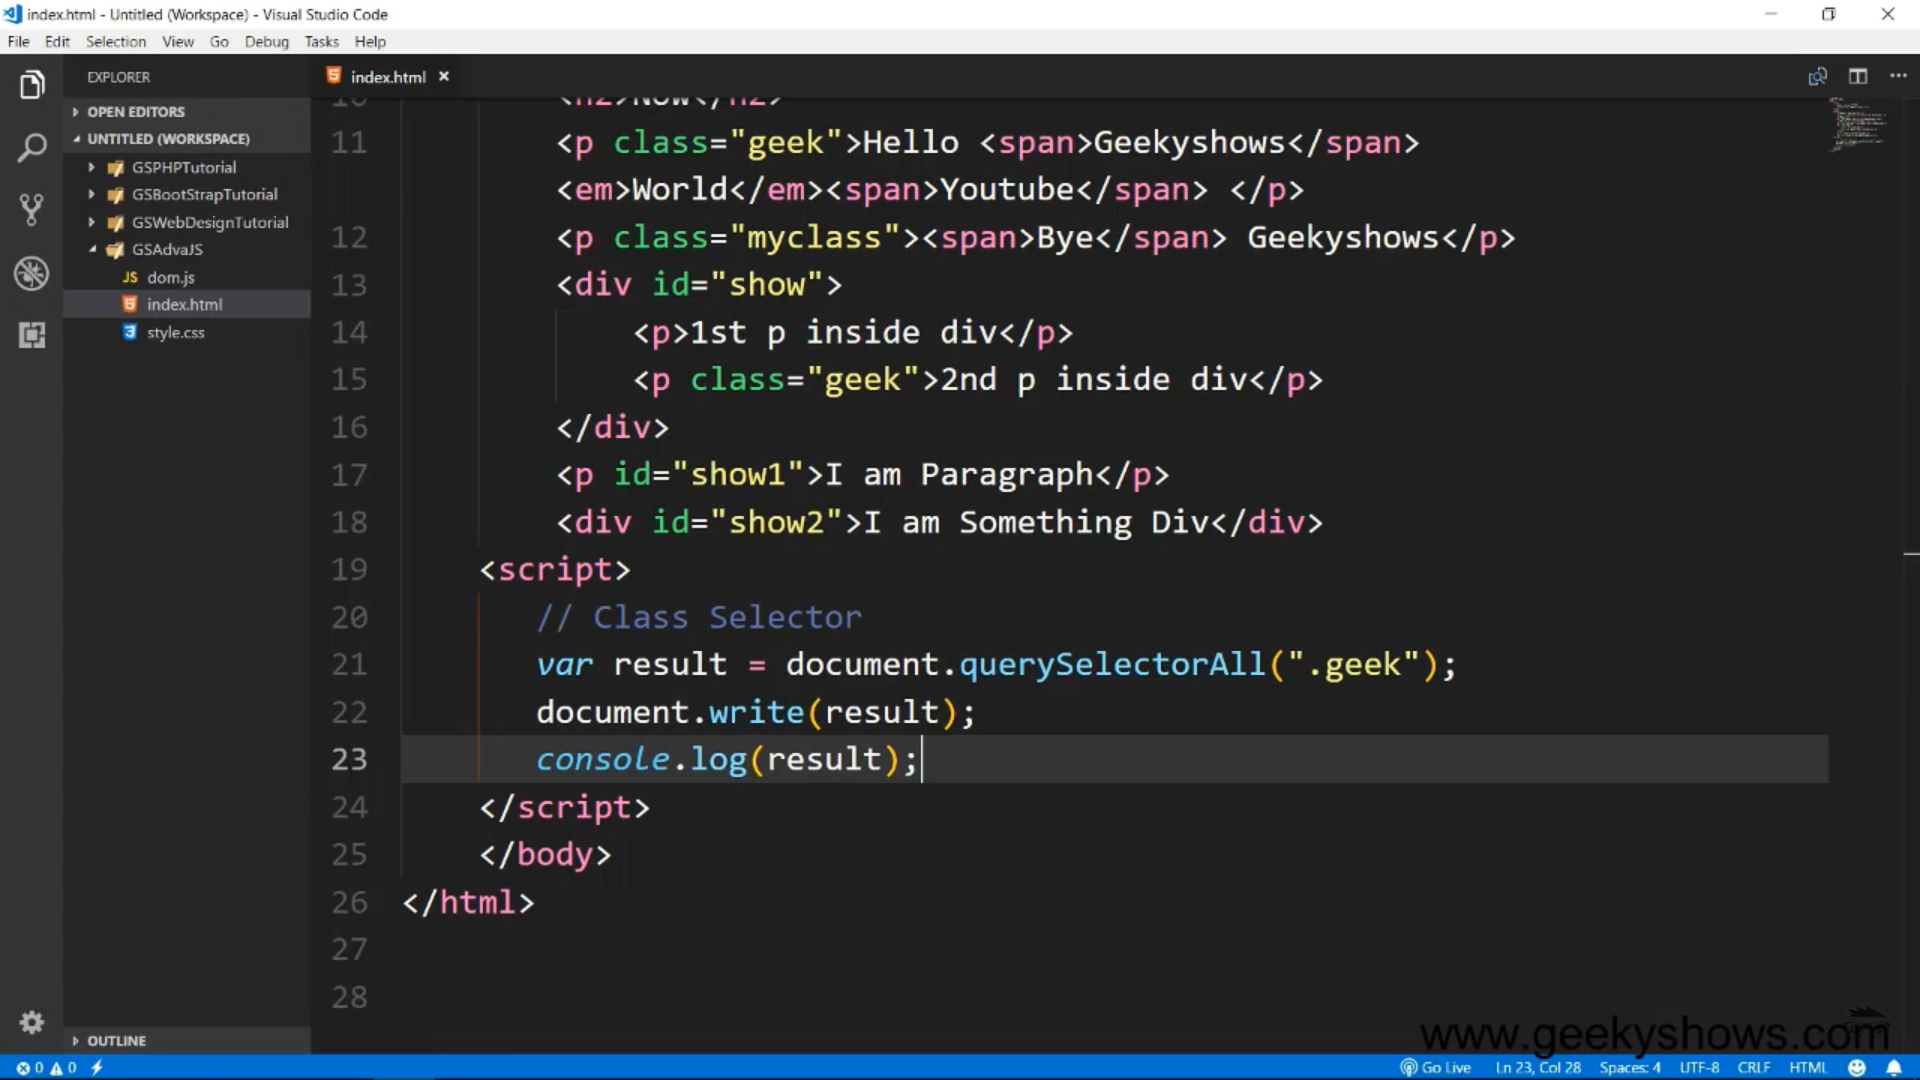 index.html - Untitled (Workspace) - Visual Studio Code
File Edit Selection View Go Debug Tasks Help
EXPLORER
OPEN EDITORS
UNTITLED (WORKSPACE)
GSPHPTutorial
GSBootStrapTutorial
GSWebDesignTutorial
GSAdvaJS
JS dom.js
index.html
style.css
OUTLINE
index.html ×
10 <h2>Now</h2>
11 <p class="geek">Hello <span>Geekyshows</span>
<em>World</em><span>Youtube</span> </p>
12 <p class="myclass"><span>Bye</span> Geekyshows</p>
13 <div id="show">
14 <p>1st p inside div</p>
15 <p class="geek">2nd p inside div</p>
16 </div>
17 <p id="show1">I am Paragraph</p>
18 <div id="show2">I am Something Div</div>
19 <script>
20 // Class Selector
21 var result = document.querySelectorAll(".geek");
22 document.write(result);
23 console.log(result);
24 </script>
25 </body>
26 </html>
27
28
www.geekyshows.com
0 0 Go Live Ln 23, Col 28 Spaces: 4 UTF-8 CRLF HTML